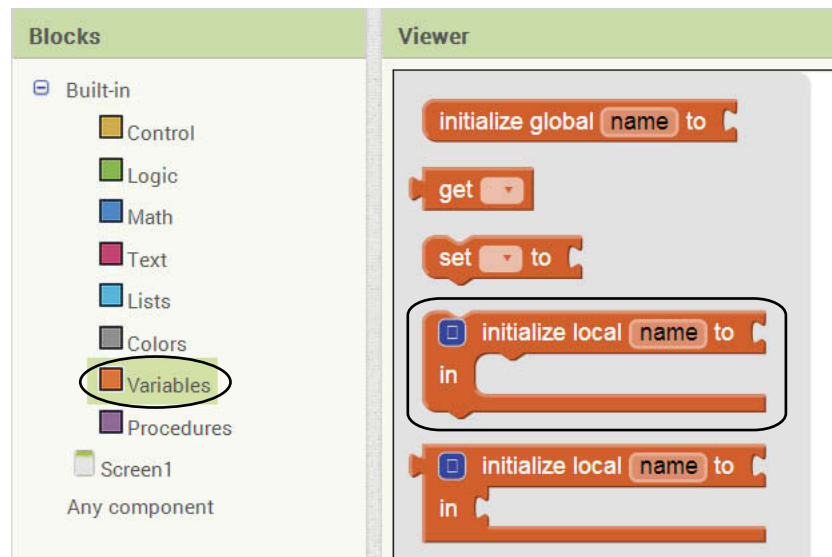 Blocks
Built-in
Control
Logic
Math
Text
Lists
Colors
Variables
Procedures
Screen1
Any component
Viewer
initialize global name to
get
set to
initialize local name to
in
initialize local name to
in